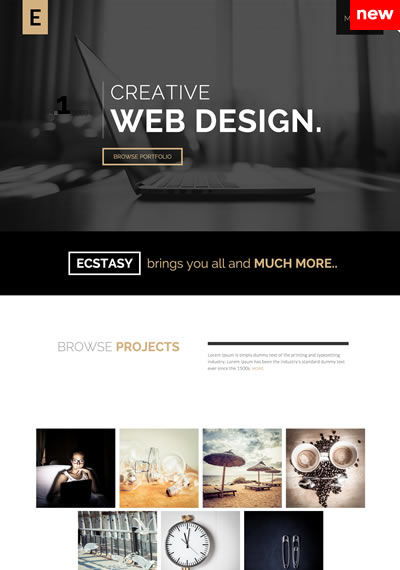 E
M
new
1
CREATIVE
WEB DESIGN.
BROWSE PORTFOLIO
ECSTASY brings you all and MUCH MORE..
BROWSE PROJECTS
Lorem Ipsum is simply dummy text of the printing and typesetting
industry. Lorem Ipsum has been the industry's standard dummy text
ever since the 1500s. MORE